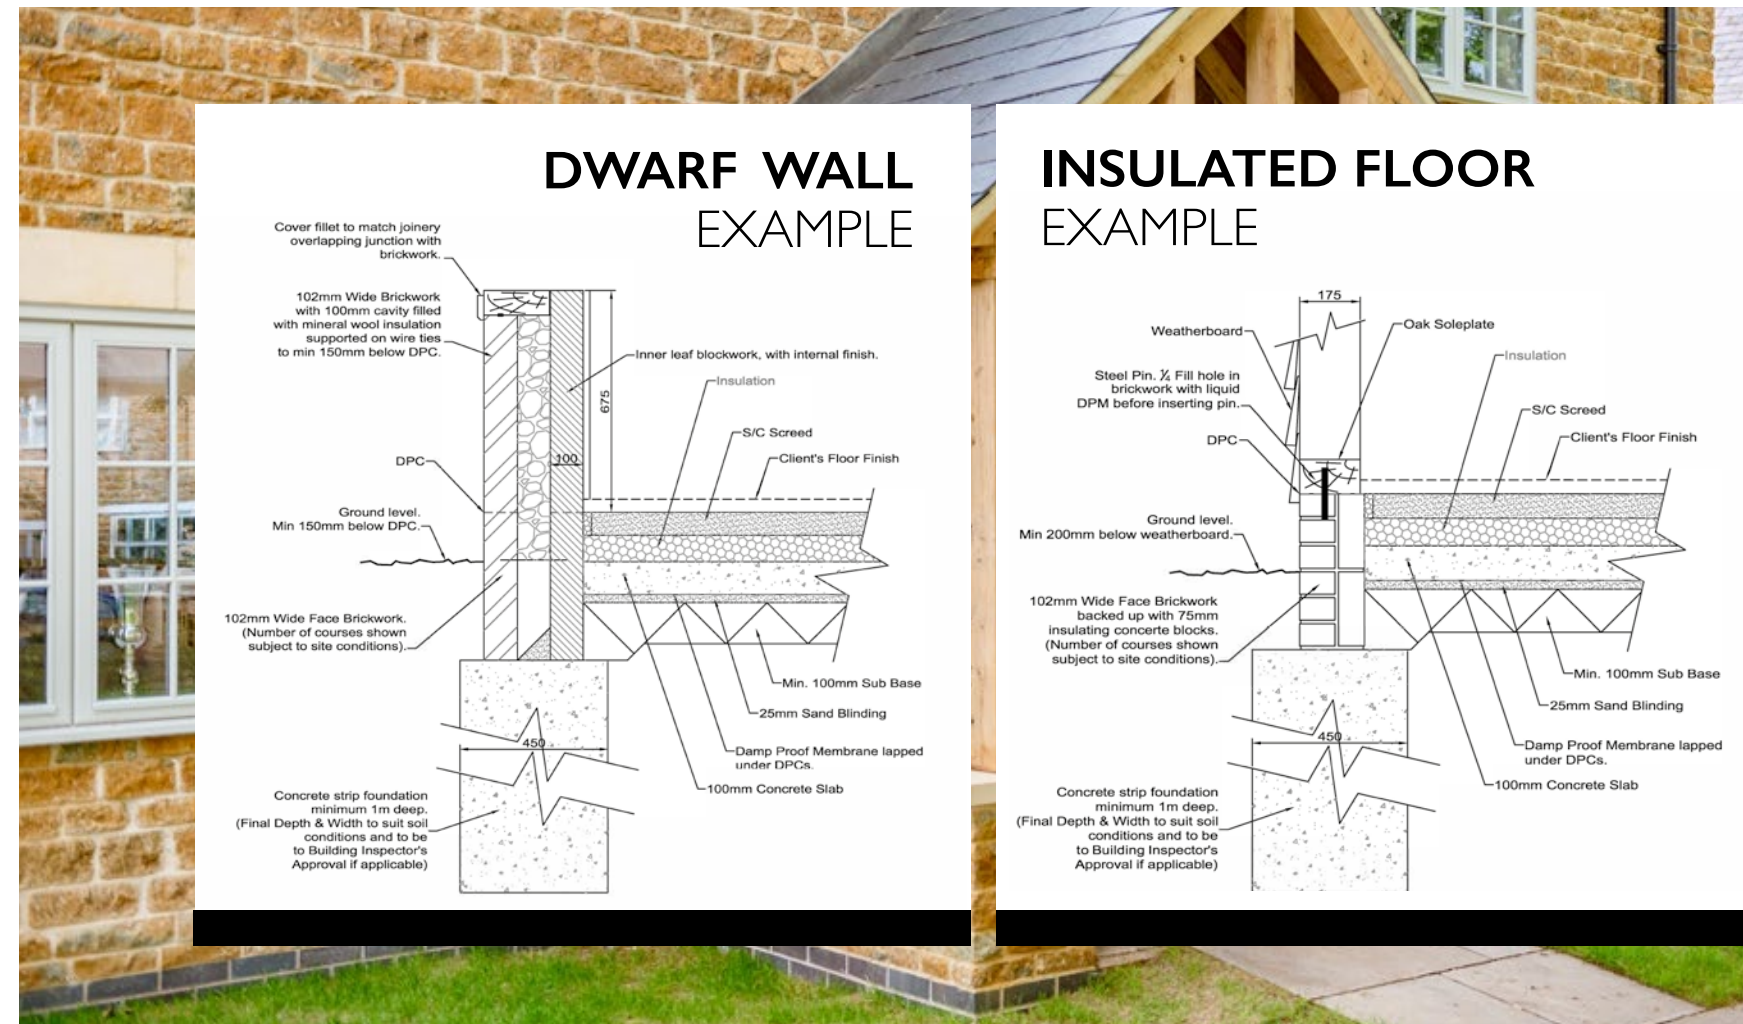 DWARF WALL
EXAMPLE
Cover fillet to match joinery
overlapping junction with
brickwork.
102mm Wide Brickwork
with 100mm cavity filled
with mineral wool insulation
supported on wire ties
to min 150mm below DPC.
Inner leaf blockwork, with internal finish.
Insulation
675
S/C Screed
100
Client's Floor Finish
DPC
Ground level.
Min 150mm below DPC.
102mm Wide Face Brickwork.
(Number of courses shown
subject to site conditions).
Min. 100mm Sub Base
25mm Sand Blinding
450
Damp Proof Membrane lapped
under DPCs.
100mm Concrete Slab
Concrete strip foundation
minimum 1m deep.
(Final Depth & Width to suit soil
conditions and to be
to Building Inspector's
Approval if applicable)
INSULATED FLOOR
EXAMPLE
175
Weatherboard
Oak Soleplate
Insulation
Steel Pin. ¼ Fill hole in
brickwork with liquid
DPM before inserting pin.
S/C Screed
Client's Floor Finish
DPC
Ground level.
Min 200mm below weatherboard.
102mm Wide Face Brickwork
backed up with 75mm
insulating concerte blocks.
(Number of courses shown
subject to site conditions).
Min. 100mm Sub Base
25mm Sand Blinding
450
Damp Proof Membrane lapped
under DPCs.
100mm Concrete Slab
Concrete strip foundation
minimum 1m deep.
(Final Depth & Width to suit soil
conditions and to be
to Building Inspector's
Approval if applicable)